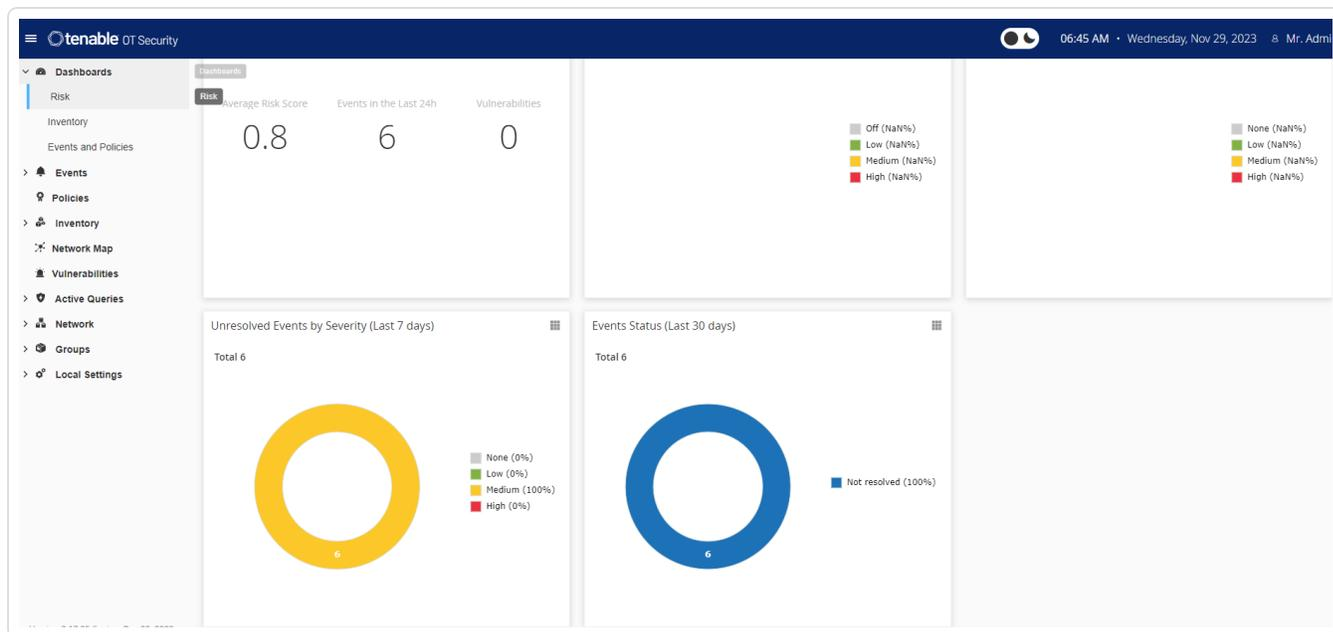 tenable OT Security
06:45 AM • Wednesday, Nov 29, 2023 Mr. Admi
Dashboards
Risk
Inventory
Events and Policies
Events
Policies
Inventory
Network Map
Vulnerabilities
Active Queries
Network
Groups
Local Settings
Dashboards
Risk
Average Risk Score Events in the Last 24h Vulnerabilities
0.8 6 0
Off (NaN%)
Low (NaN%)
Medium (NaN%)
High (NaN%)
None (NaN%)
Low (NaN%)
Medium (NaN%)
High (NaN%)
Unresolved Events by Severity (Last 7 days)
Total 6
None (0%)
Low (0%)
Medium (100%)
High (0%)
6
Events Status (Last 30 days)
Total 6
Not resolved (100%)
6